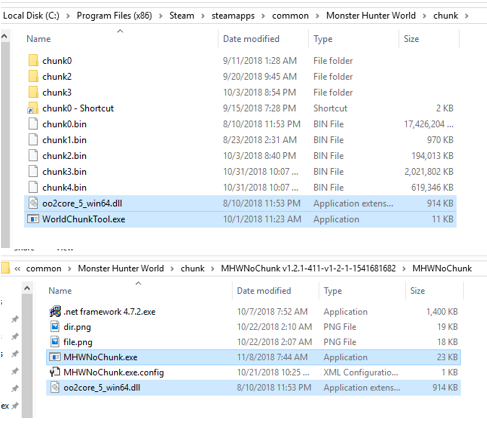 Local Disk (C:) > Program Files (x86) > Steam > steamapps > common > Monster Hunter World > chunk >
Name Date modified Type Size
chunk0 9/11/2018 1:28 AM File folder
chunk2 9/20/2018 9:45 AM File folder
chunk3 10/3/2018 8:54 PM File folder
chunk0 - Shortcut 9/15/2018 7:28 PM Shortcut 2 KB
chunk0.bin 8/10/2018 11:53 PM BIN File 17,426,204 ...
chunk1.bin 8/23/2018 2:31 AM BIN File 970 KB
chunk2.bin 10/3/2018 8:40 PM BIN File 194,013 KB
chunk3.bin 10/31/2018 10:07 ... BIN File 2,021,802 KB
chunk4.bin 10/31/2018 10:07 ... BIN File 619,346 KB
oo2core_5_win64.dll 8/10/2018 11:53 PM Application extens... 914 KB
WorldChunkTool.exe 10/1/2018 11:23 AM Application 11 KB
« common > Monster Hunter World > chunk > MHWNoChunk v1.2.1-411-v1-2-1-1541681682 > MHWNoChunk
Name Date modified Type Size
.net framework 4.7.2.exe 10/7/2018 7:52 AM Application 1,400 KB
dir.png 10/22/2018 2:10 AM PNG File 19 KB
file.png 10/22/2018 2:07 AM PNG File 18 KB
MHWNoChunk.exe 11/8/2018 7:44 AM Application 23 KB
MHWNoChunk.exe.config 10/21/2018 10:25 ... XML Configuratio... 1 KB
oo2core_5_win64.dll 8/10/2018 11:53 PM Application extens... 914 KB